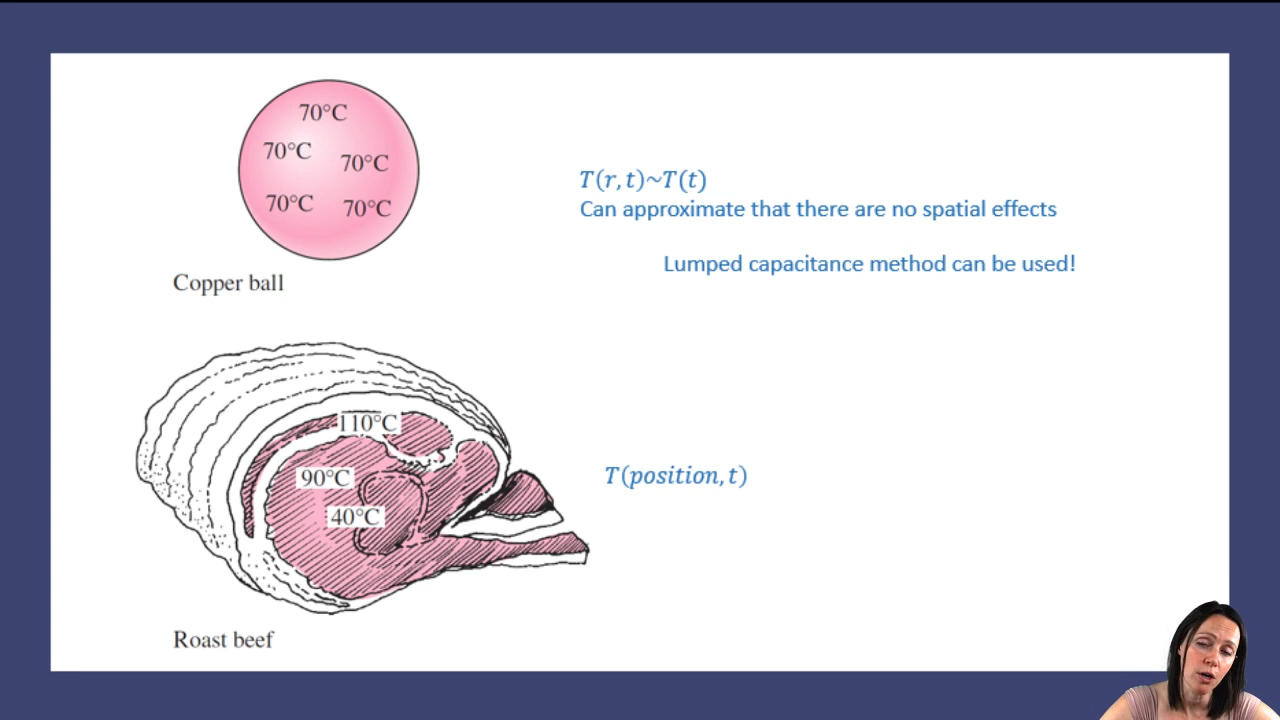 70°C
70°C
70°C
70°C
70°C
Copper ball
T(r,t)~T(t)
Can approximate that there are no spatial effects
Lumped capacitance method can be used!
110°C
90°C
40°C
T(position,t)
Roast beef